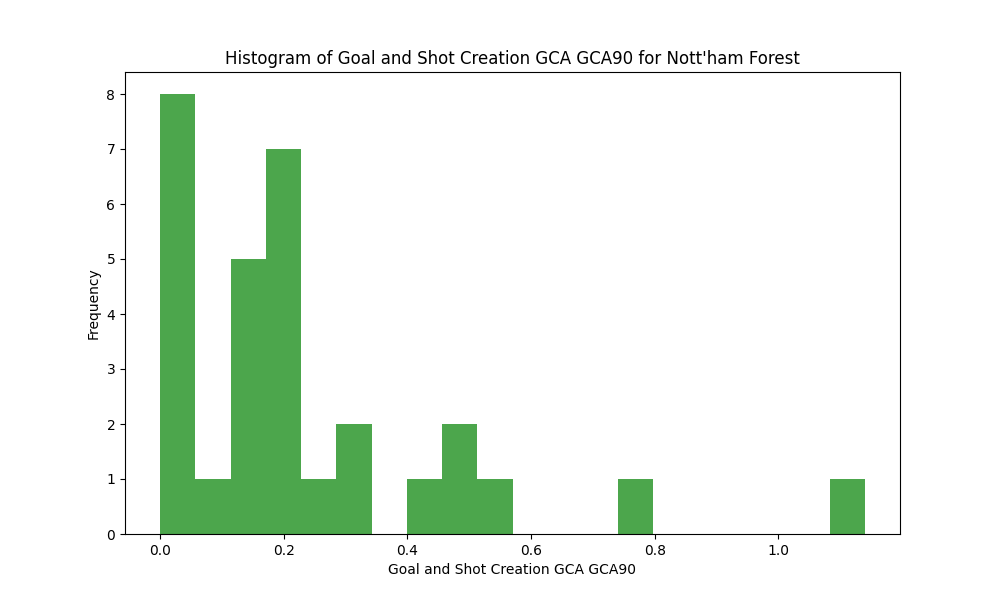 Histogram of Goal and Shot Creation GCA GCA90 for Nott'ham Forest
8
7
6
5
4
3
2
1
0
Frequency
0.0 0.2 0.4 0.6 0.8 1.0
Goal and Shot Creation GCA GCA90